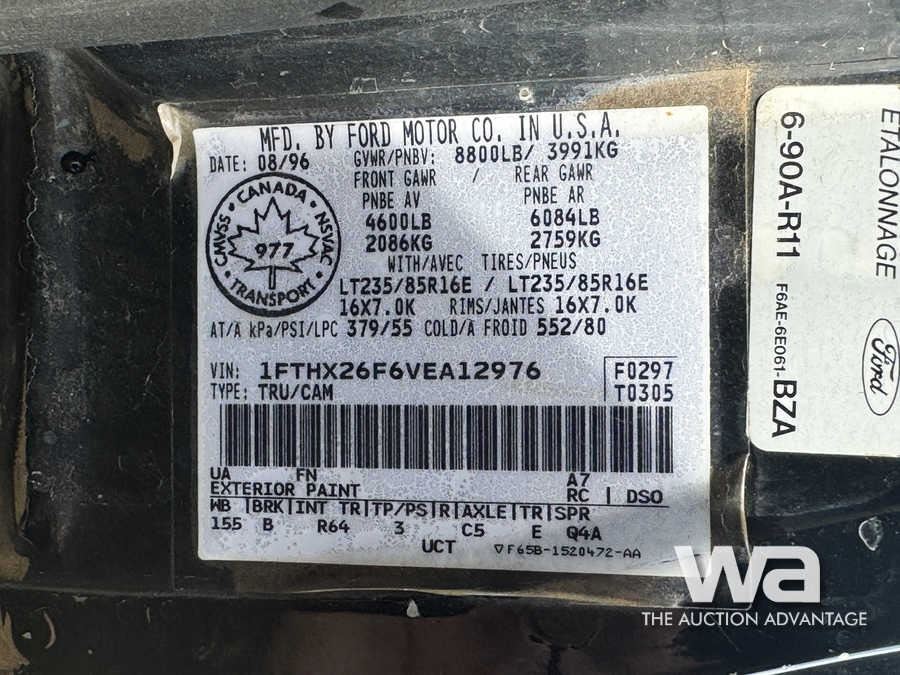 MFD. BY FORD MOTOR CO. IN U.S.A.
DATE: 08/96 GVWR/PNBV: 8800LB/ 3991KG
FRONT GAWR / REAR GAWR
PNBE AV PNBE AR
4600LB 6084LB
2086KG 2759KG
WITH/AVEC TIRES/PNEUS
LT235/85R16E / LT235/85R16E
16X7.0K RIMS/JANTES 16X7.0K
AT/A kPa/PSI/LPC 379/55 COLD/A FROID 552/80
CANADA
CMVSS 977 NSVAC
TRANSPORT
VIN: 1FTHX26F6VEA12976 F0297
TYPE: TRU/CAM T0305
UA FN A7
EXTERIOR PAINT RC | DSO
WB |BRK|INT TR|TP/PS|R|AXLE|TR|SPR
155 B R64 3 C5 E Q4A
UCT ▽F65B-1520472-AA
ETALONNAGE
6-90A-R11
F6AE-6E061-BZA
Ford
wa
THE AUCTION ADVANTAGE